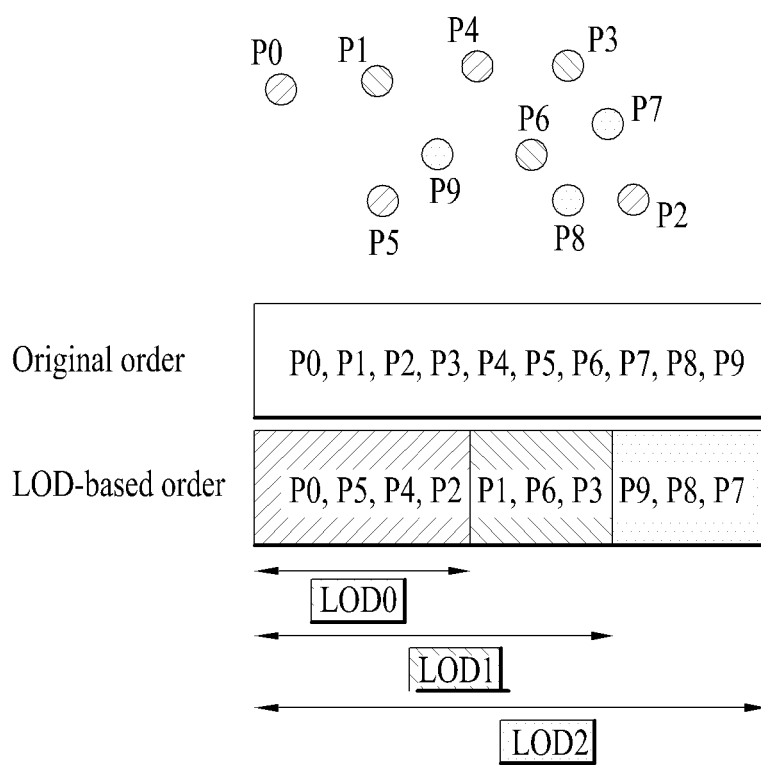 P0 P1 P4 P3
P7
P6
P9
P5 P8 P2
Original order P0, P1, P2, P3, P4, P5, P6, P7, P8, P9
LOD-based order P0, P5, P4, P2 P1, P6, P3 P9, P8, P7
LOD0
LOD1
LOD2